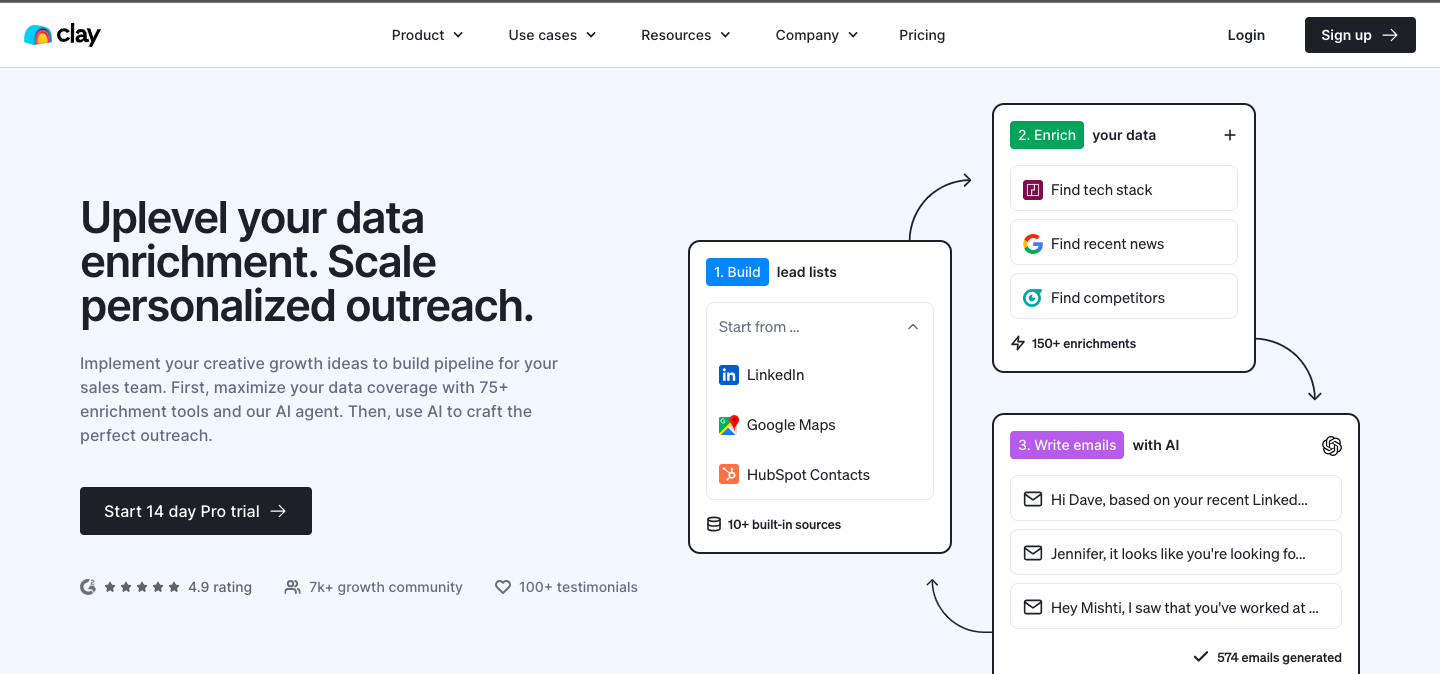 clay
Product
Use cases
Resources
Company
Pricing
Login
Sign up
Uplevel your data
enrichment. Scale
personalized outreach.
Implement your creative growth ideas to build pipeline for your
sales team. First, maximize your data coverage with 75+
enrichment tools and our AI agent. Then, use AI to craft the
perfect outreach.
Start 14 day Pro trial
4.9 rating
7k+ growth community
100+ testimonials
1. Build lead lists
Start from ...
LinkedIn
Google Maps
HubSpot Contacts
10+ built-in sources
2. Enrich your data
Find tech stack
Find recent news
Find competitors
150+ enrichments
3. Write emails with AI
Hi Dave, based on your recent Linked...
Jennifer, it looks like you're looking fo...
Hey Mishti, I saw that you've worked at ...
574 emails generated